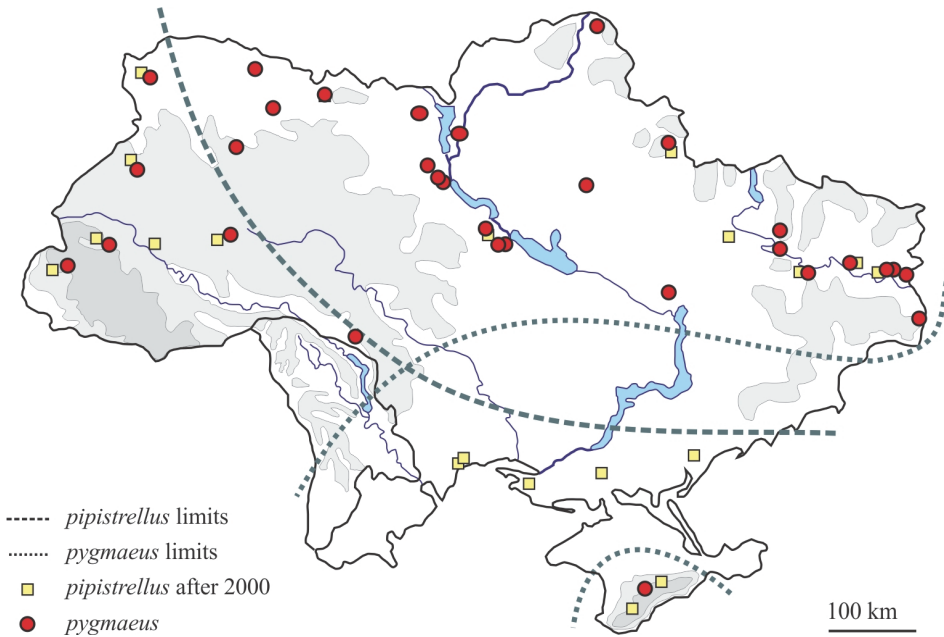 pipistrellus limits
pygmaeus limits
pipistrellus after 2000
pygmaeus
100 km